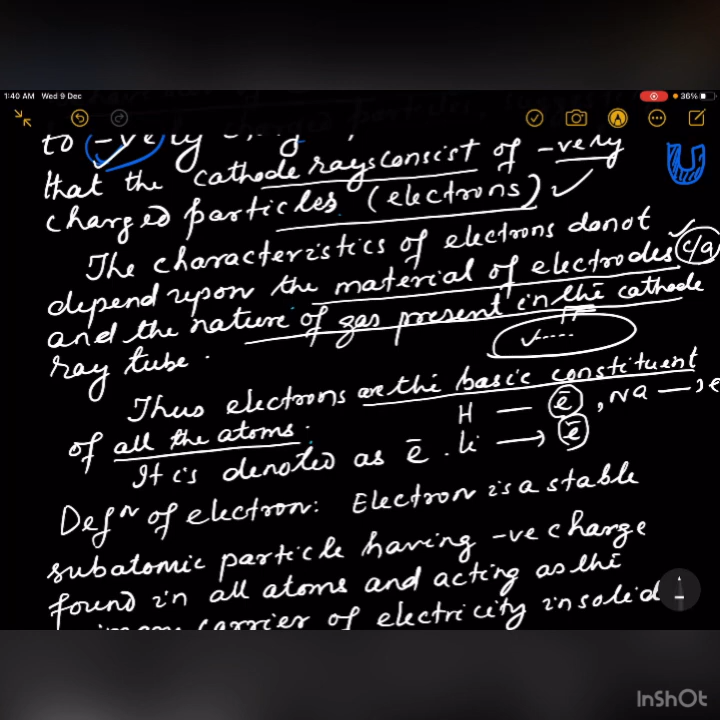 1:40 AM Wed 9 Dec
36%
to -vely
that the cathode rays consist of -vely
charged particles (electrons) ✓
The characteristics of electrons donot
depend upon the material of electrodes c/a
and the nature of gas present in the cathode
ray tube.
Thus electrons are the basic constituent
H — ē, Na —
of all the atoms.
It is denoted as ē. Li → ē
Defⁿ of electron: Electron is a stable
subatomic particle having -ve charge
found in all atoms and acting as the
carrier of electricity in solid
InShOt